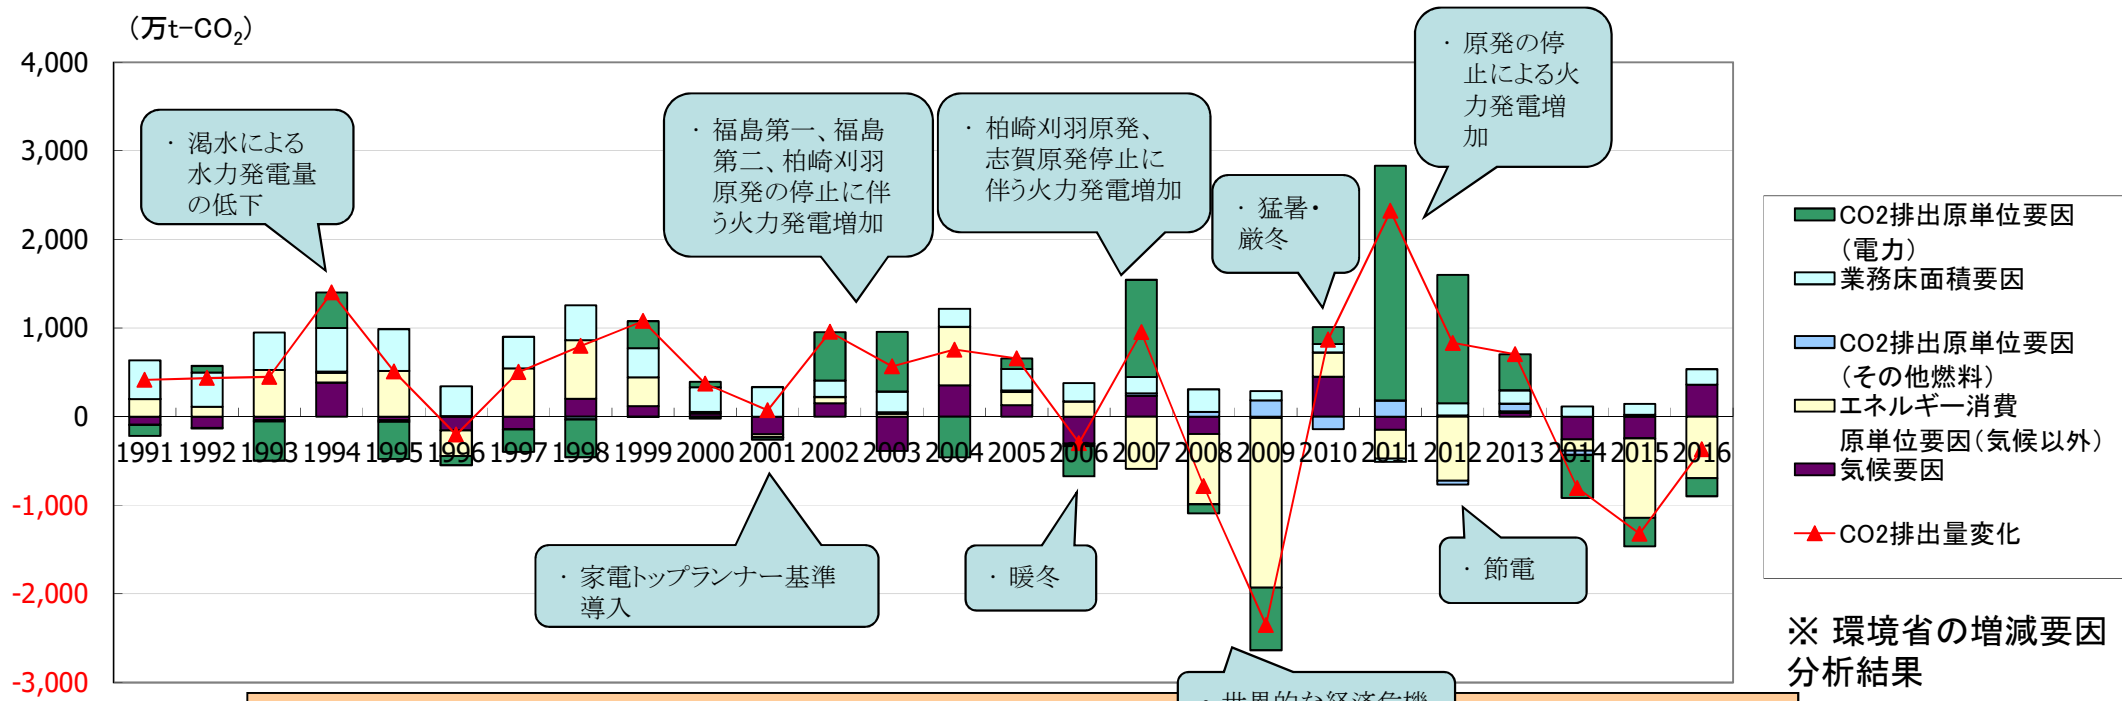 （万t-CO2）
4,000
3,000
2,000
1,000
0
-1,000
-2,000
-3,000
・渇水による
水力発電量
の低下
・福島第一、福島
第二、柏崎刈羽
原発の停止に伴
う火力発電増加
・柏崎刈羽原発、
志賀原発停止に
伴う火力発電増加
・猛暑・
厳冬
・原発の停
止による火
力発電増
加
1991 1992 1993 1994 1995 1996 1997 1998 1999 2000 2001 2002 2003 2004 2005 2006 2007 2008 2009 2010 2011 2012 2013 2014 2015 2016
・家電トップランナー基準
導入
・暖冬
・節電
・世界的な経済危機
CO2排出原単位要因
（電力）
業務床面積要因
CO2排出原単位要因
（その他燃料）
エネルギー消費
原単位要因（気候以外）
気候要因
CO2排出量変化
※ 環境省の増減要因
分析結果